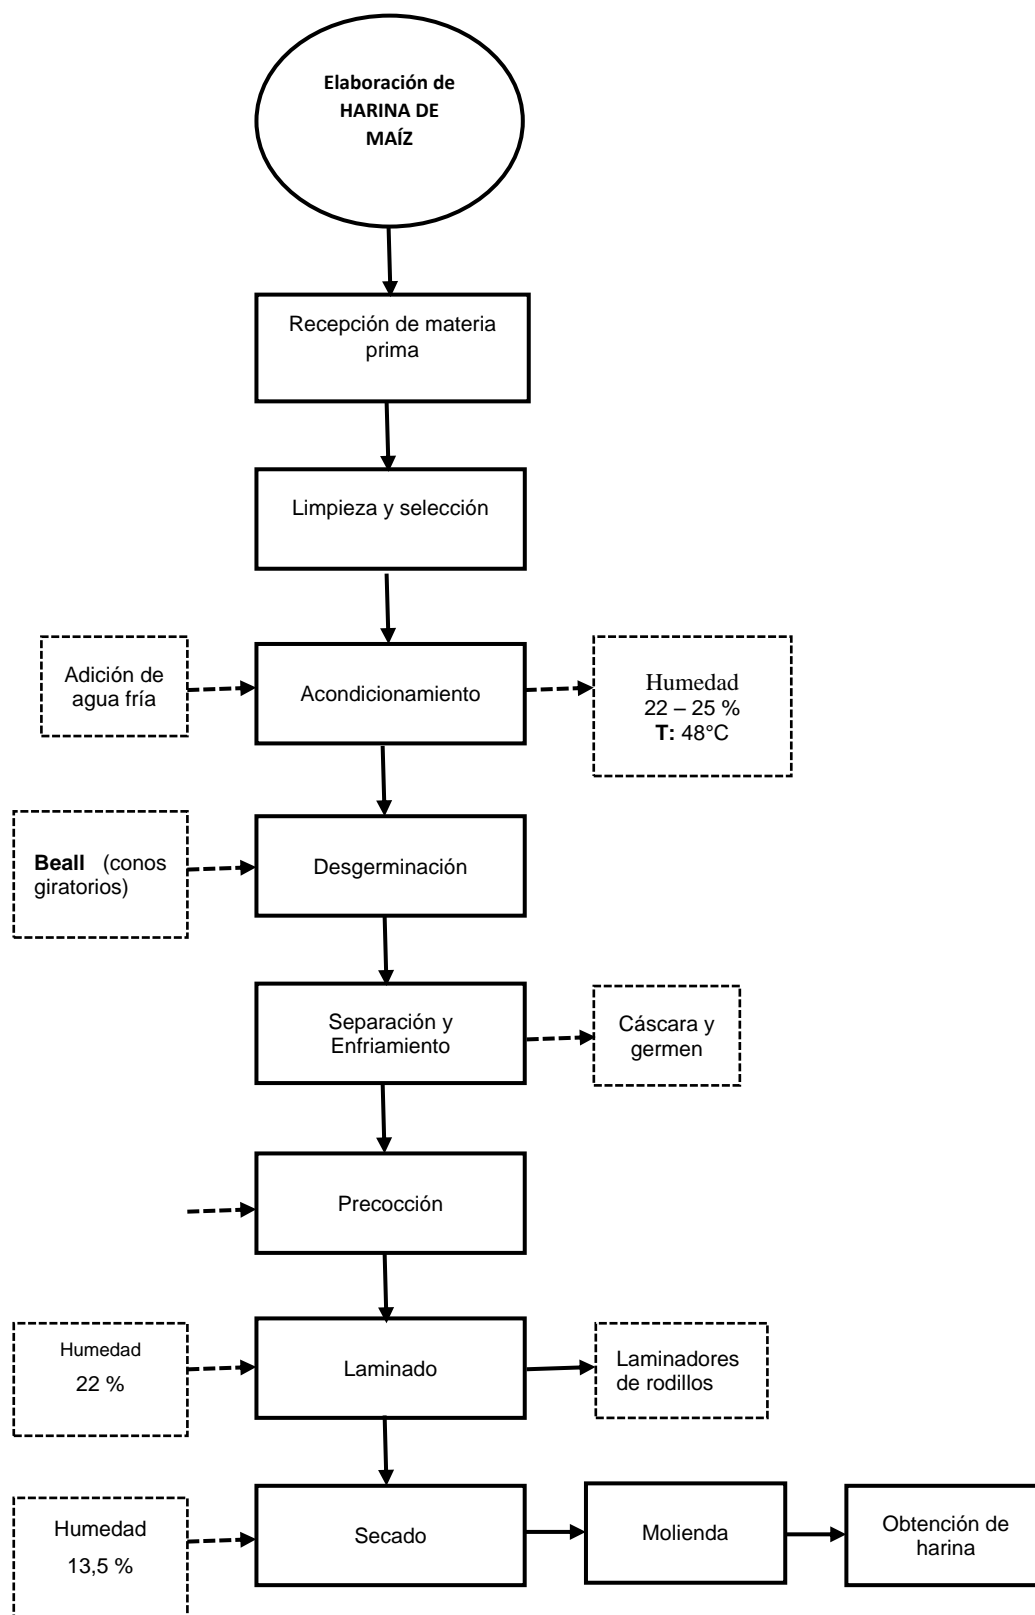 Elaboración de
HARINA DE
MAÍZ
Recepción de materia
prima
Limpieza y selección
Adición de
agua fría
Acondicionamiento
Humedad
22 – 25 %
T: 48°C
Beall (conos
giratorios)
Desgerminación
Separación y
Enfriamiento
Cáscara y
germen
Precocción
Humedad
22 %
Laminado
Laminadores
de rodillos
Humedad
13,5 %
Secado
Molienda
Obtención de
harina